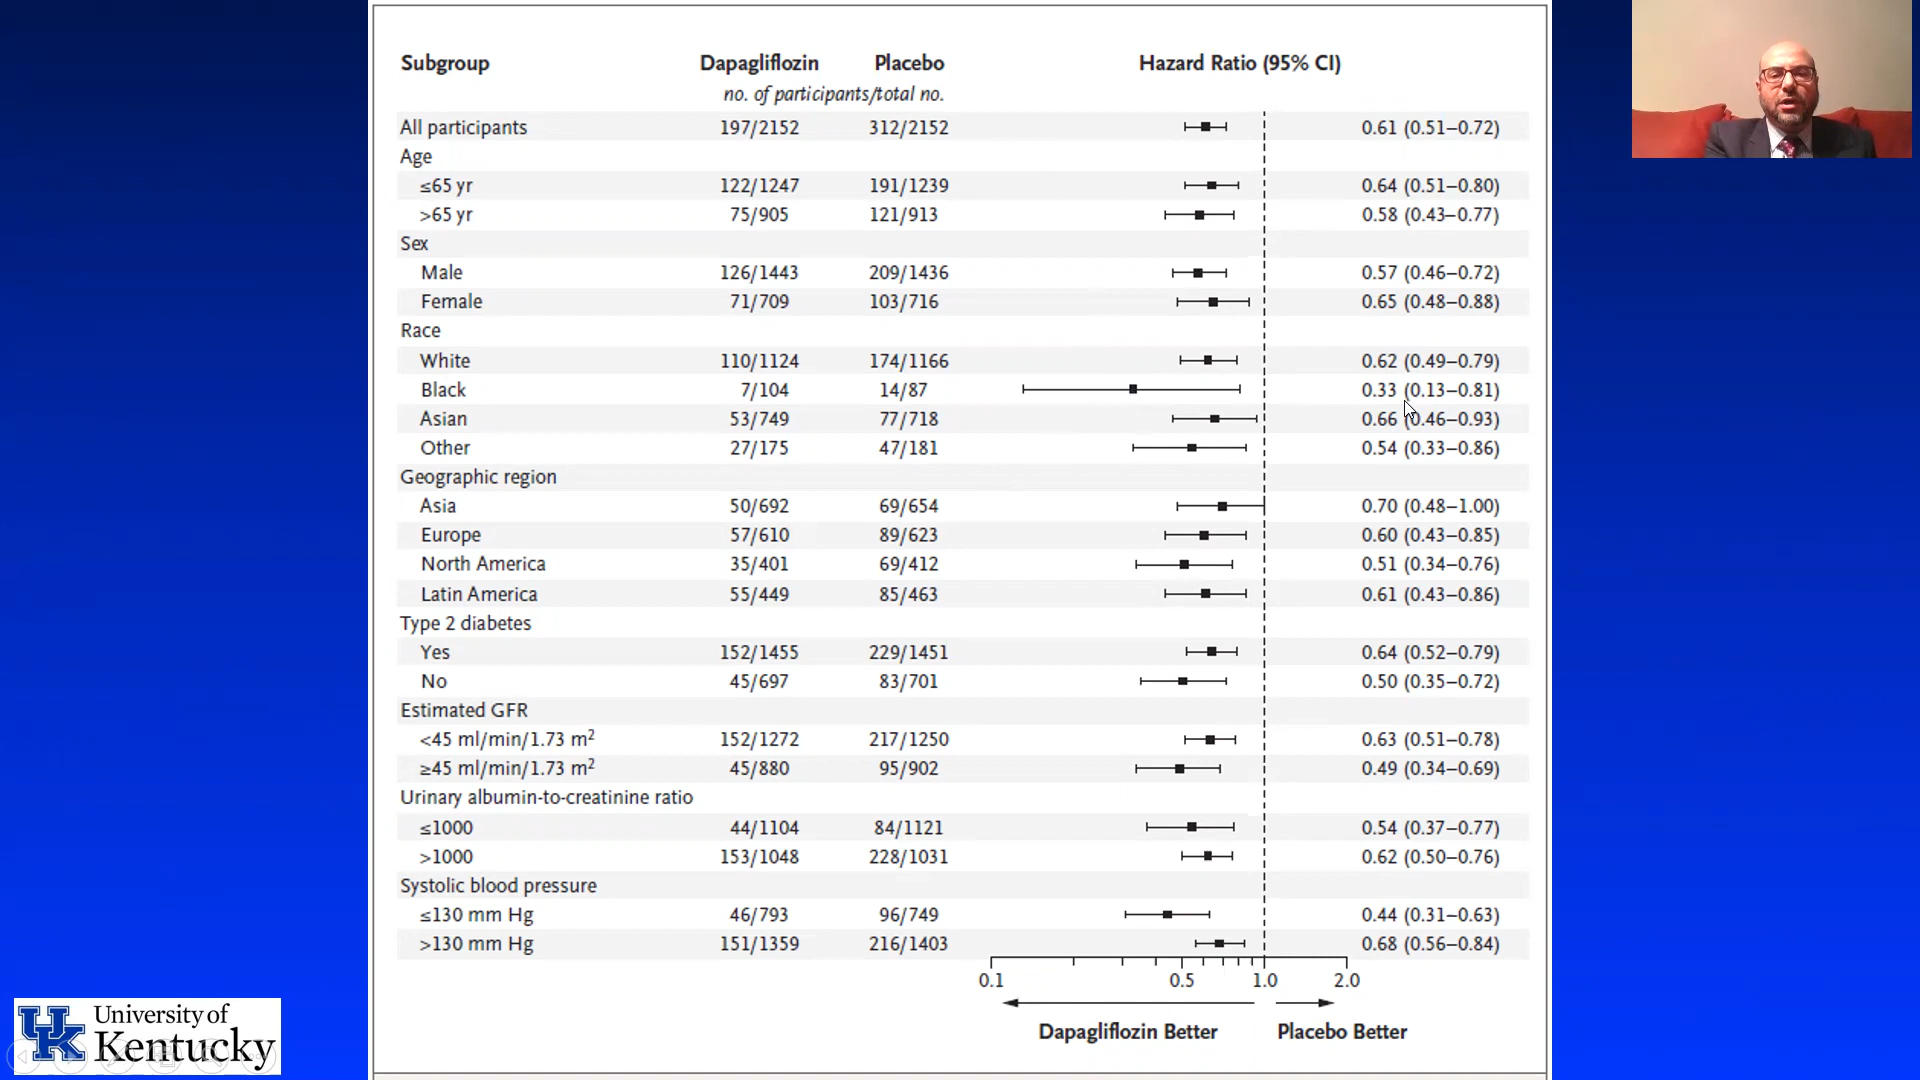 Subgroup Dapagliflozin Placebo Hazard Ratio (95% CI)
no. of participants/total no.
All participants 197/2152 312/2152 0.61 (0.51–0.72)
Age
≤65 yr 122/1247 191/1239 0.64 (0.51–0.80)
>65 yr 75/905 121/913 0.58 (0.43–0.77)
Sex
Male 126/1443 209/1436 0.57 (0.46–0.72)
Female 71/709 103/716 0.65 (0.48–0.88)
Race
White 110/1124 174/1166 0.62 (0.49–0.79)
Black 7/104 14/87 0.33 (0.13–0.81)
Asian 53/749 77/718 0.66 (0.46–0.93)
Other 27/175 47/181 0.54 (0.33–0.86)
Geographic region
Asia 50/692 69/654 0.70 (0.48–1.00)
Europe 57/610 89/623 0.60 (0.43–0.85)
North America 35/401 69/412 0.51 (0.34–0.76)
Latin America 55/449 85/463 0.61 (0.43–0.86)
Type 2 diabetes
Yes 152/1455 229/1451 0.64 (0.52–0.79)
No 45/697 83/701 0.50 (0.35–0.72)
Estimated GFR
<45 ml/min/1.73 m² 152/1272 217/1250 0.63 (0.51–0.78)
≥45 ml/min/1.73 m² 45/880 95/902 0.49 (0.34–0.69)
Urinary albumin-to-creatinine ratio
≤1000 44/1104 84/1121 0.54 (0.37–0.77)
>1000 153/1048 228/1031 0.62 (0.50–0.76)
Systolic blood pressure
≤130 mm Hg 46/793 96/749 0.44 (0.31–0.63)
>130 mm Hg 151/1359 216/1403 0.68 (0.56–0.84)
0.1 0.5 1.0 2.0
Dapagliflozin Better Placebo Better
UK University of
Kentucky